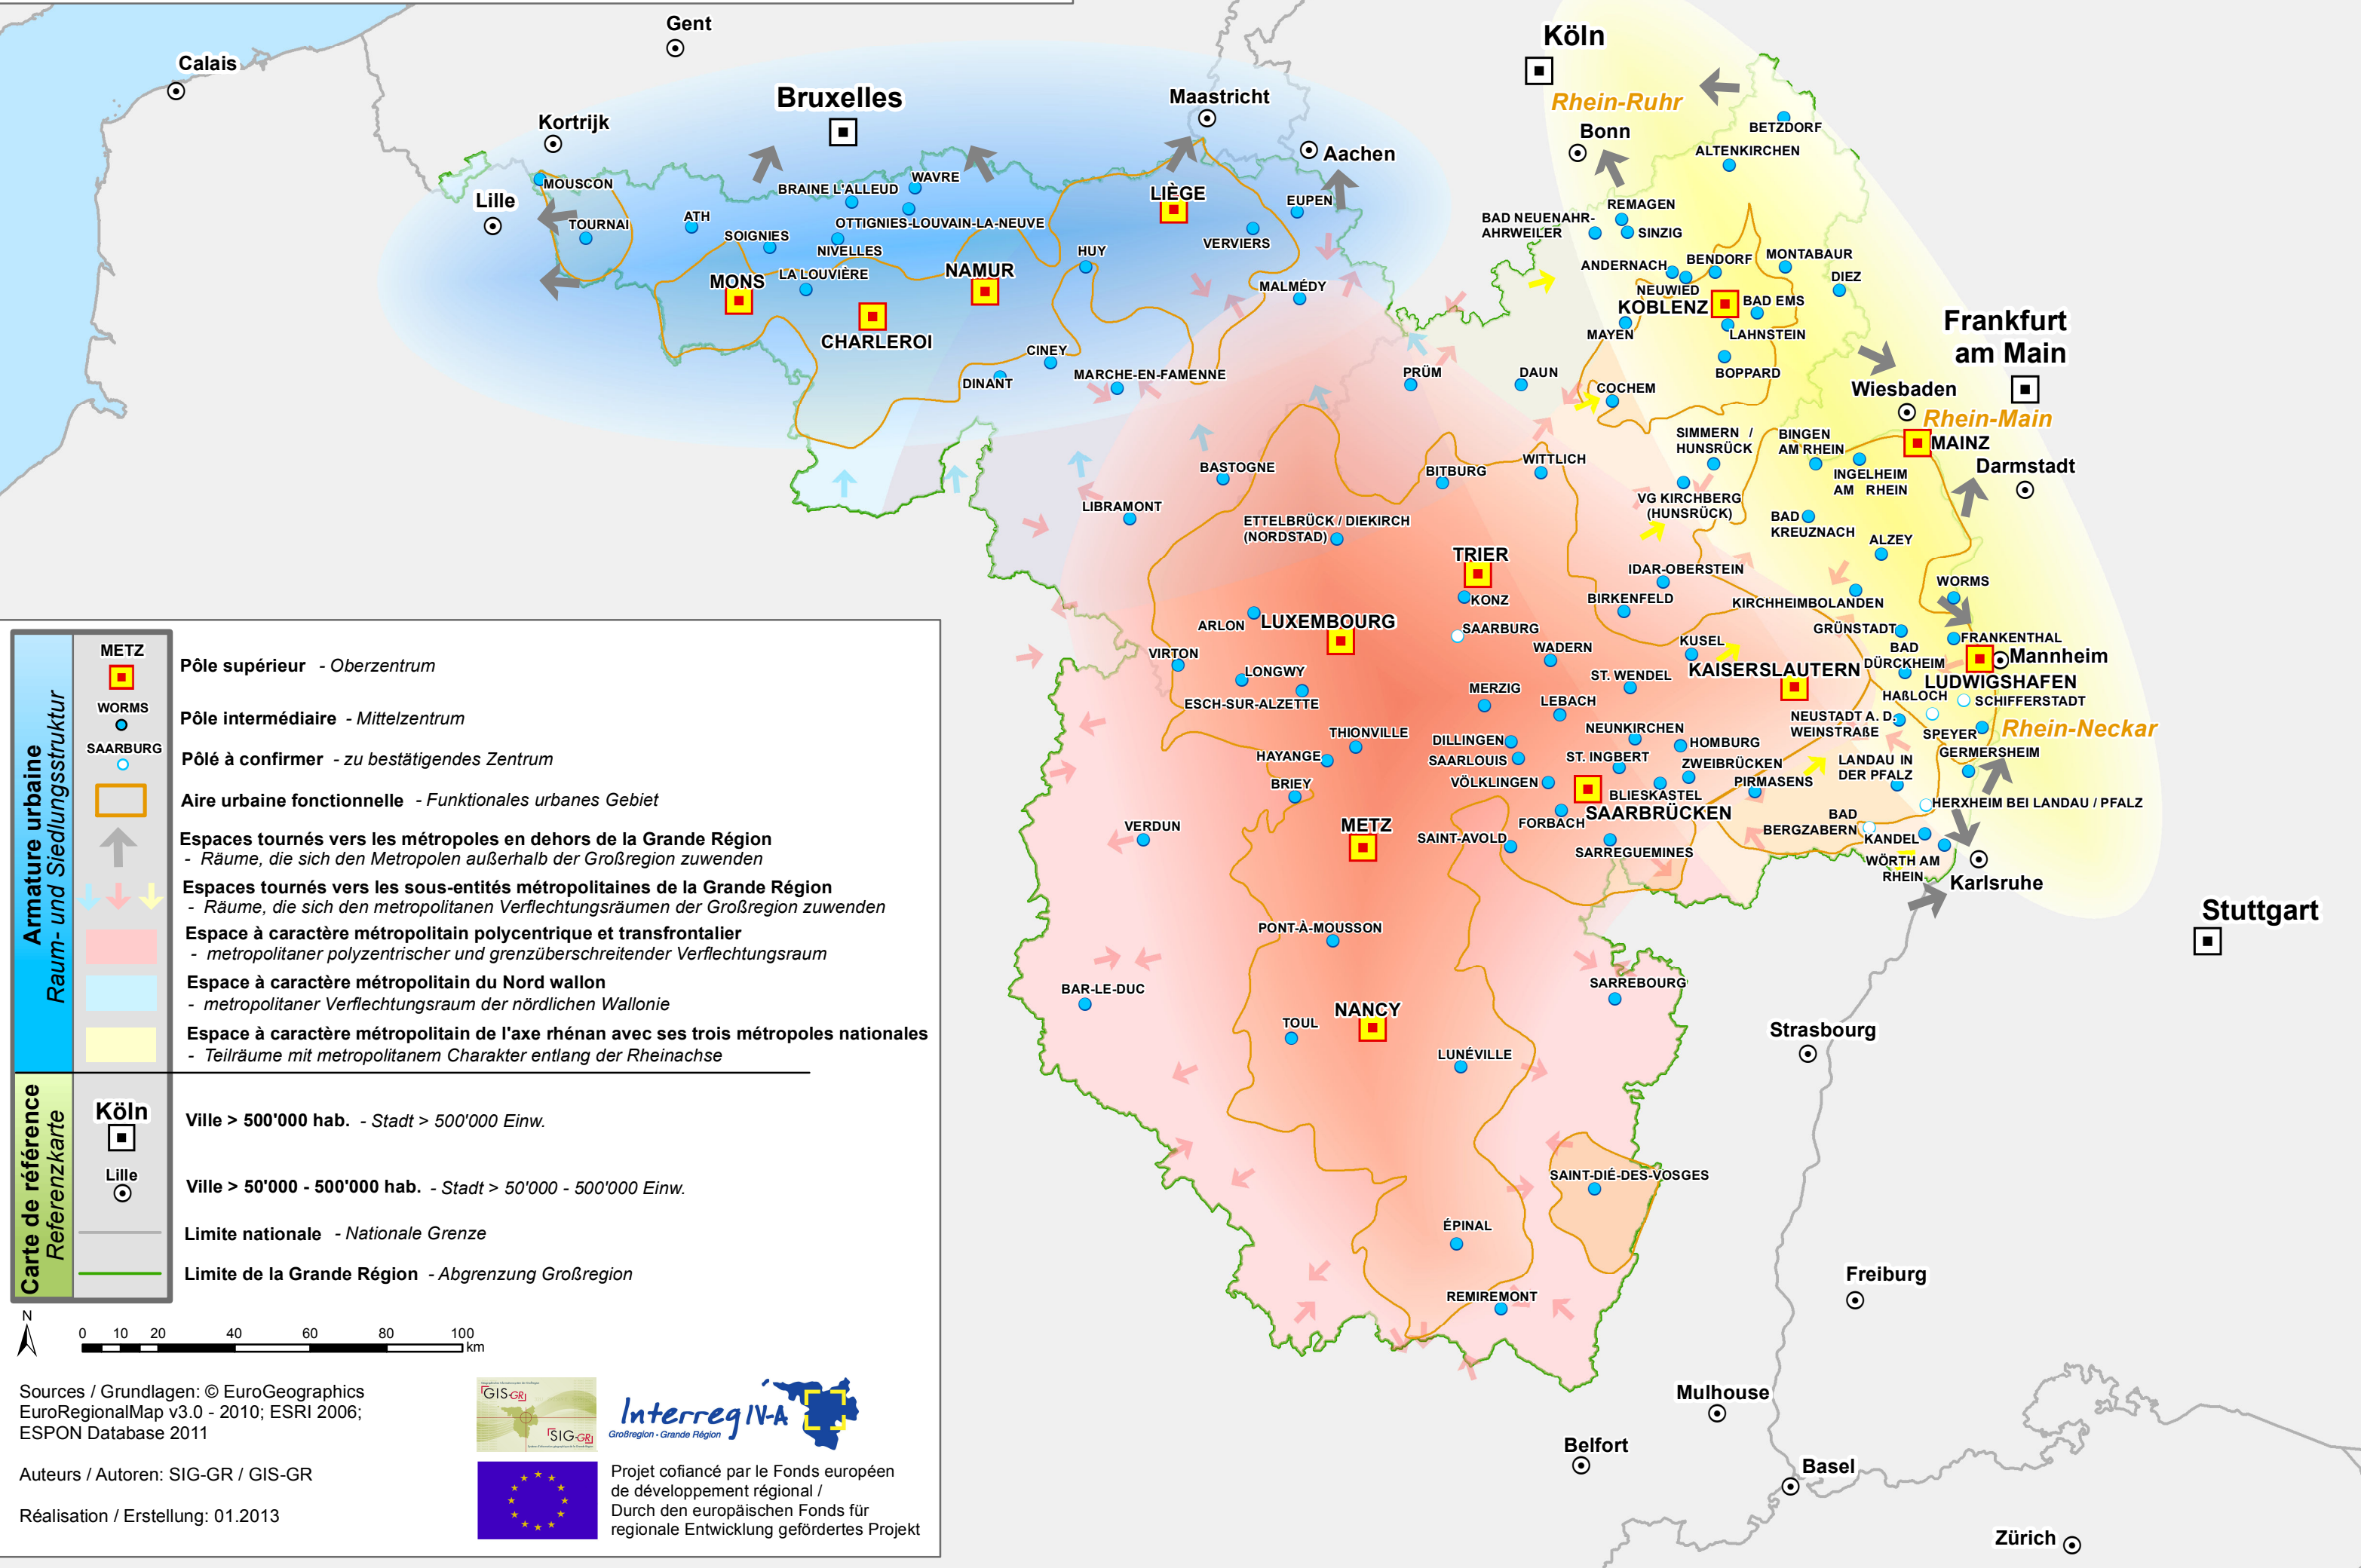 Gent
Calais
Köln
Rhein-Ruhr
Bruxelles
Maastricht
Kortrijk
Bonn
BETZDORF
Aachen
ALTENKIRCHEN
MOUSCON
BRAINE L'ALLEUD
WAVRE
LIÈGE
Lille
EUPEN
REMAGEN
ATH
TOURNAI
BAD NEUENAHR-
AHRWEILER
SINZIG
SOIGNIES
OTTIGNIES-LOUVAIN-LA-NEUVE
NIVELLES
VERVIERS
HUY
MONTABAUR
ANDERNACH
BENDORF
DIEZ
MONS
LA LOUVIÈRE
NAMUR
MALMÉDY
NEUWIED
KOBLENZ
BAD EMS
CHARLEROI
MAYEN
LAHNSTEIN
Frankfurt
am Main
CINEY
DINANT
MARCHE-EN-FAMENNE
PRÜM
DAUN
BOPPARD
COCHEM
Wiesbaden
Rhein-Main
SIMMERN /
HUNSRÜCK
BINGEN
AM RHEIN
MAINZ
BASTOGNE
BITBURG
WITTLICH
INGELHEIM
AM RHEIN
Darmstadt
LIBRAMONT
VG KIRCHBERG
(HUNSRÜCK)
ETTELBRÜCK / DIEKIRCH
(NORDSTAD)
BAD
KREUZNACH
ALZEY
TRIER
IDAR-OBERSTEIN
WORMS
KONZ
BIRKENFELD
KIRCHHEIMBOLANDEN
ARLON
LUXEMBOURG
SAARBURG
GRÜNSTADT
FRANKENTHAL
VIRTON
WADERN
KUSEL
BAD
DÜRCKHEIM
Mannheim
LONGWY
ST. WENDEL
KAISERSLAUTERN
LUDWIGSHAFEN
ESCH-SUR-ALZETTE
MERZIG
LEBACH
HAßLOCH
SCHIFFERSTADT
THIONVILLE
DILLINGEN
NEUNKIRCHEN
NEUSTADT A. D.
WEINSTRAßE
SPEYER
Rhein-Neckar
HAYANGE
SAARLOUIS
ST. INGBERT
HOMBURG
ZWEIBRÜCKEN
GERMERSHEIM
BRIEY
VÖLKLINGEN
BLIESKASTEL
PIRMASENS
LANDAU IN
DER PFALZ
VERDUN
METZ
FORBACH
SAARBRÜCKEN
HERXHEIM BEI LANDAU / PFALZ
SAINT-AVOLD
SARREGUEMINES
BAD
BERGZABERN
KANDEL
WÖRTH AM
RHEIN
Karlsruhe
Stuttgart
PONT-À-MOUSSON
BAR-LE-DUC
SARREBOURG
NANCY
TOUL
Strasbourg
LUNÉVILLE
SAINT-DIÉ-DES-VOSGES
ÉPINAL
REMIREMONT
Freiburg
Mulhouse
Belfort
Basel
Zürich
Armature urbaine
Raum- und Siedlungsstruktur
METZ
Pôle supérieur - Oberzentrum
WORMS
Pôle intermédiaire - Mittelzentrum
SAARBURG
Pôlé à confirmer - zu bestätigendes Zentrum
Aire urbaine fonctionnelle - Funktionales urbanes Gebiet
Espaces tournés vers les métropoles en dehors de la Grande Région
- Räume, die sich den Metropolen außerhalb der Großregion zuwenden
Espaces tournés vers les sous-entités métropolitaines de la Grande Région
- Räume, die sich den metropolitanen Verflechtungsräumen der Großregion zuwenden
Espace à caractère métropolitain polycentrique et transfrontalier
- metropolitaner polyzentrischer und grenzüberschreitender Verflechtungsraum
Espace à caractère métropolitain du Nord wallon
- metropolitaner Verflechtungsraum der nördlichen Wallonie
Espace à caractère métropolitain de l'axe rhénan avec ses trois métropoles nationales
- Teilräume mit metropolitanem Charakter entlang der Rheinachse
Carte de référence
Referenzkarte
Köln
Ville > 500'000 hab. - Stadt > 500'000 Einw.
Lille
Ville > 50'000 - 500'000 hab. - Stadt > 50'000 - 500'000 Einw.
Limite nationale - Nationale Grenze
Limite de la Grande Région - Abgrenzung Großregion
N
0 10 20 40 60 80 100
km
Sources / Grundlagen: © EuroGeographics
EuroRegionalMap v3.0 - 2010; ESRI 2006;
ESPON Database 2011
Auteurs / Autoren: SIG-GR / GIS-GR
Réalisation / Erstellung: 01.2013
GIS-GR
SIG-GR
Interreg IV-A
Großregion - Grande Région
Projet cofiancé par le Fonds européen
de développement régional /
Durch den europäischen Fonds für
regionale Entwicklung gefördertes Projekt